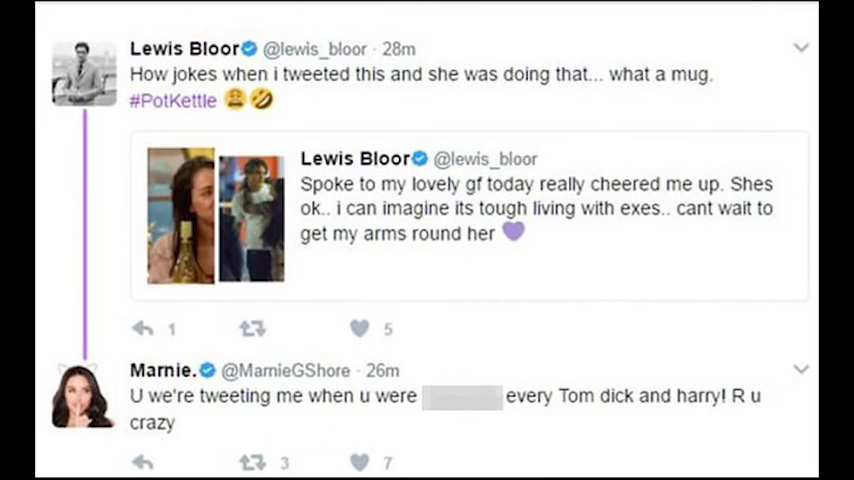 Lewis Bloor @lewis_bloor · 28m
How jokes when i tweeted this and she was doing that... what a mug.
#PotKettle
Lewis Bloor @lewis_bloor
Spoke to my lovely gf today really cheered me up. Shes
ok.. i can imagine its tough living with exes.. cant wait to
get my arms round her
1 5
Marnie. @MarnieGShore · 26m
U we're tweeting me when u were every Tom dick and harry! R u
crazy
3 7